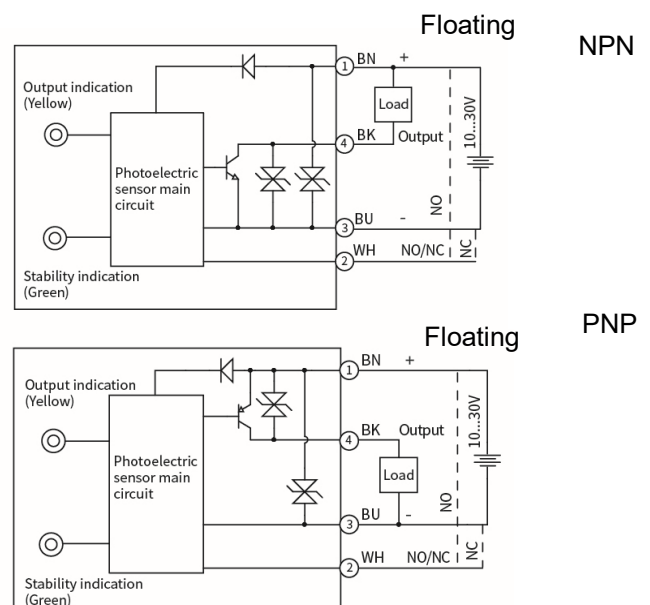 Floating
NPN
Output indication
(Yellow)
Photoelectric
sensor main
circuit
Stability indication
(Green)
1 BN +
Load
4 BK Output
10...30V
3 BU -
NO
2 WH NO/NC
NC
Floating
PNP
Output indication
(Yellow)
Photoelectric
sensor main
circuit
Stability indication
(Green)
1 BN +
4 BK Output
10...30V
Load
3 BU -
NO
2 WH NO/NC
NC